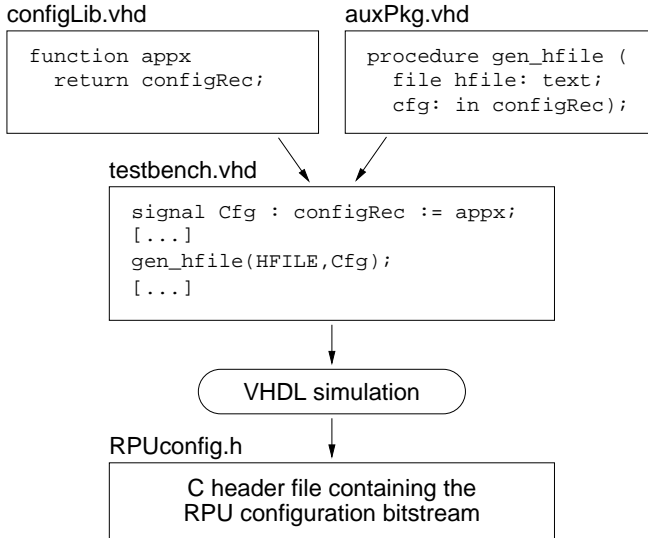 configLib.vhd
function appx
return configRec;
auxPkg.vhd
procedure gen_hfile (
file hfile: text;
cfg: in configRec);
testbench.vhd
signal Cfg : configRec := appx;
[...]
gen_hfile(HFILE,Cfg);
[...]
VHDL simulation
RPUconfig.h
C header file containing the
RPU configuration bitstream